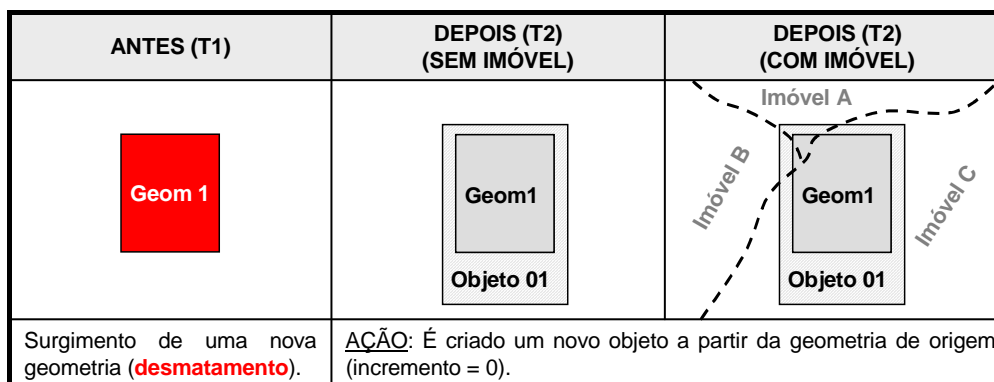 ANTES (T1)
DEPOIS (T2)
(SEM IMÓVEL)
DEPOIS (T2)
(COM IMÓVEL)
Geom 1
Geom1
Objeto 01
Imóvel A
Imóvel B
Imóvel C
Geom1
Objeto 01
Surgimento de uma nova
geometria (desmatamento).
AÇÃO: É criado um novo objeto a partir da geometria de origem
(incremento = 0).